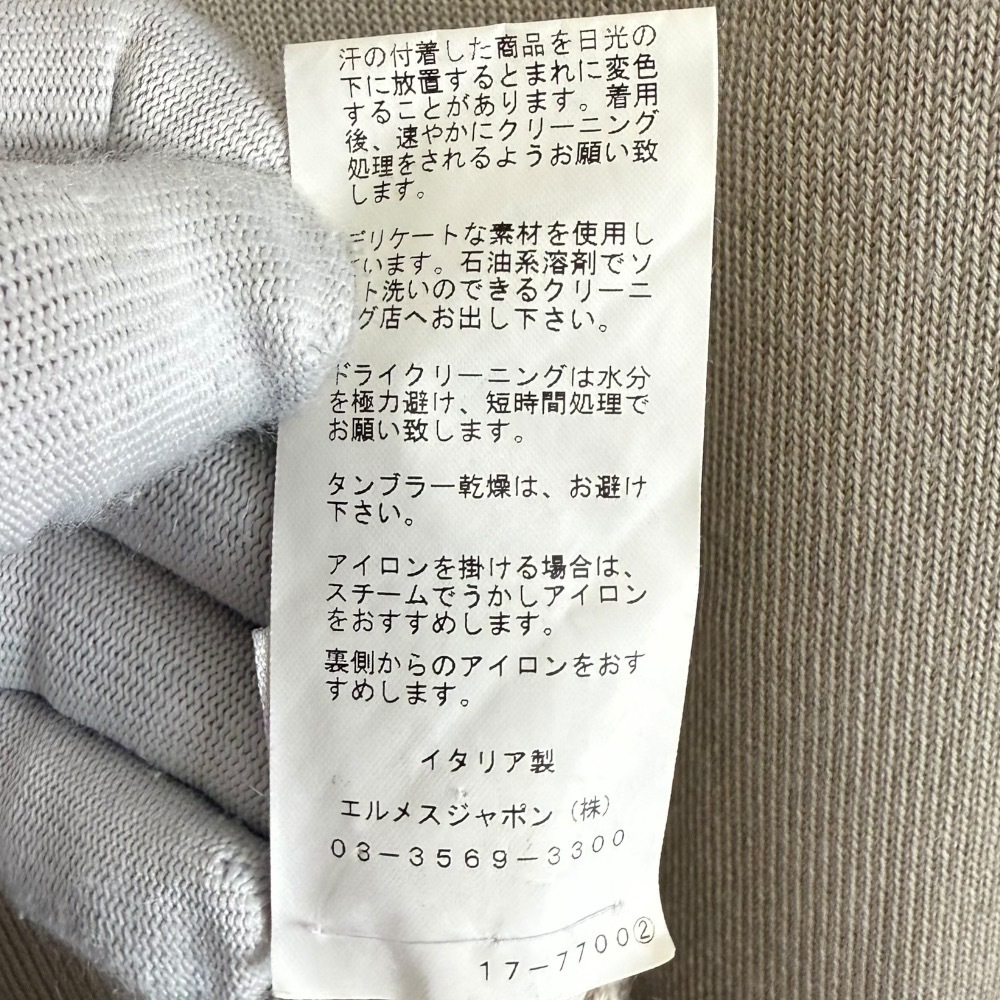 汗の付着した商品を日光の
下に放置するとまれに変色
することがあります。着用
後、速やかにクリーニング
処理をされるようお願い致
します。
デリケートな素材を使用し
います。石油系溶剤でソ
ト洗いのできるクリーニ
グ店へお出し下さい。
ドライクリーニングは水分
を極力避け、短時間処理で
お願い致します。
タンブラー乾燥は、お避け
下さい。
アイロンを掛ける場合は、
スチームでうかしアイロン
をおすすめします。
裏側からのアイロンをおす
すめします。
イタリア製
エルメスジャポン（株）
03-3569-3300
17-7700②